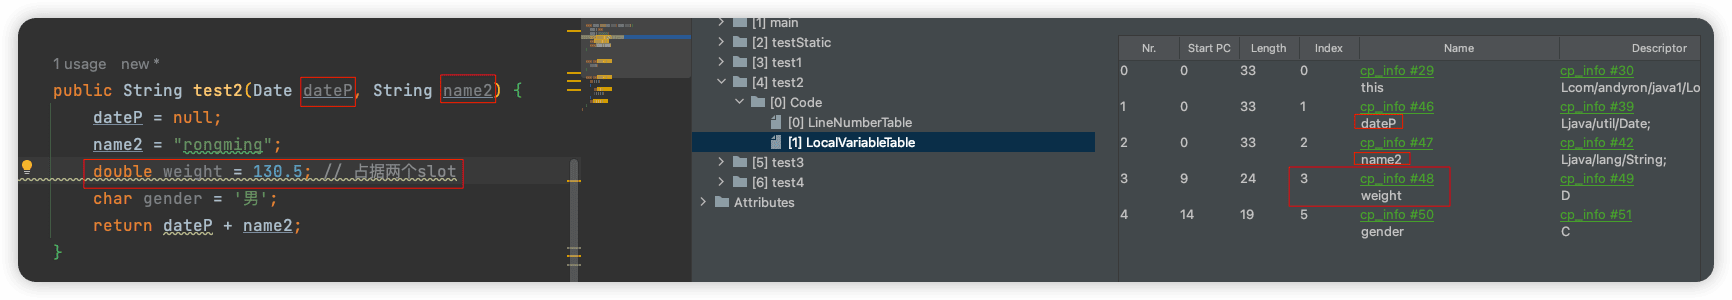 1 usage   new *
public String test2(Date dateP, String name2) {
dateP = null;
name2 = "rongming";
double weight = 130.5; // 占据两个slot
char gender = '男';
return dateP + name2;
}
[1] main
[2] testStatic
[3] test1
[4] test2
[0] Code
[0] LineNumberTable
[1] LocalVariableTable
[5] test3
[6] test4
Attributes
Nr. Start PC Length Index Name Descriptor
0 0 33 0 cp_info #29 cp_info #30
this Lcom/andyron/java1/Lo
1 0 33 1 cp_info #46 cp_info #39
dateP Ljava/util/Date;
2 0 33 2 cp_info #47 cp_info #42
name2 Ljava/lang/String;
3 9 24 3 cp_info #48 cp_info #49
weight D
4 14 19 5 cp_info #50 cp_info #51
gender C